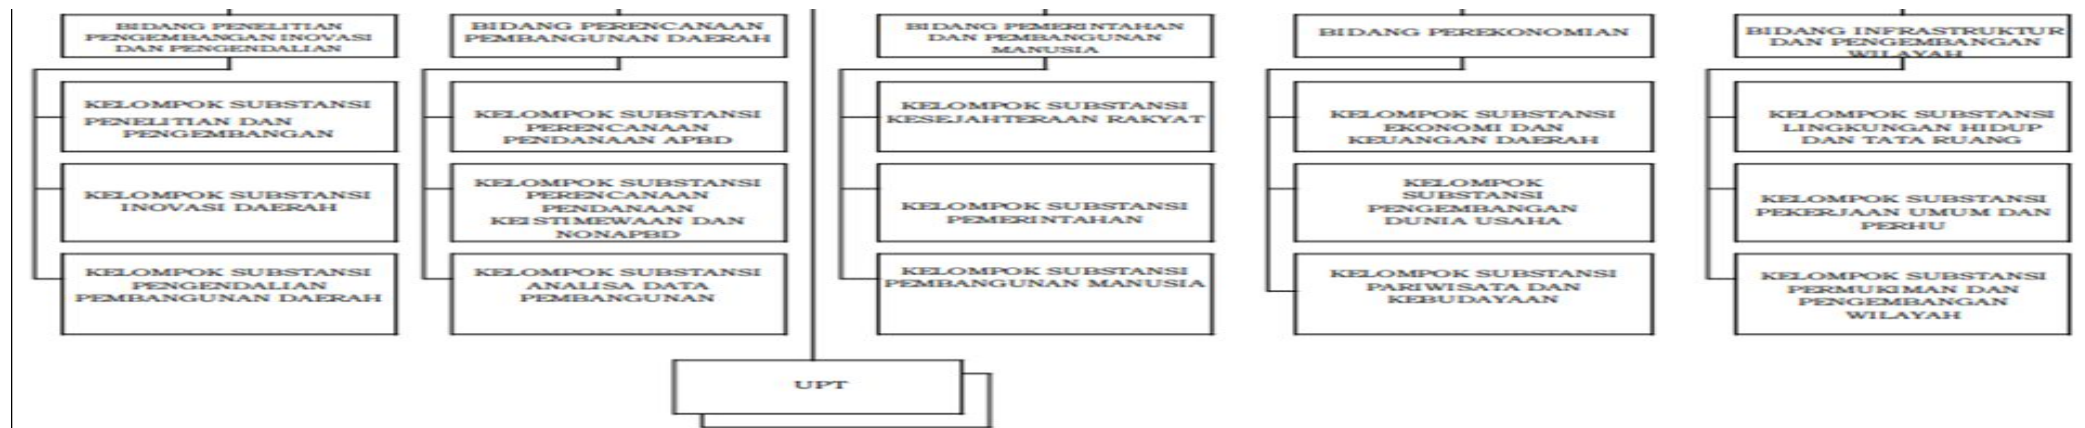 BIDANG PENELITIAN
PENGEMBANGAN INOVASI
DAN PENGENDALIAN
BIDANG PERENCANAAN
PEMBANGUNAN DAERAH
BIDANG PEMERINTAHAN
DAN PEMBANGUNAN
MANUSIA
BIDANG PEREKONOMIAN
BIDANG INFRASTRUKTUR
DAN PENGEMBANGAN
WILAYAH
KELOMPOK SUBSTANSI
PENELITIAN DAN
PENGEMBANGAN
KELOMPOK SUBSTANSI
PERENCANAAN
PENDANAAN APBD
KELOMPOK SUBSTANSI
KESEJAHTERAAN RAKYAT
KELOMPOK SUBSTANSI
EKONOMI DAN
KEUANGAN DAERAH
KELOMPOK SUBSTANSI
LINGKUNGAN HIDUP
DAN TATA RUANG
KELOMPOK SUBSTANSI
INOVASI DAERAH
KELOMPOK SUBSTANSI
PERENCANAAN
PENDANAAN
KEISTIMEWAAN DAN
NONAPBD
KELOMPOK SUBSTANSI
PEMERINTAHAN
KELOMPOK
SUBSTANSI
PENGEMBANGAN
DUNIA USAHA
KELOMPOK SUBSTANSI
PEKERJAAN UMUM DAN
PERHU
KELOMPOK SUBSTANSI
PENGENDALIAN
PEMBANGUNAN DAERAH
KELOMPOK SUBSTANSI
ANALISA DATA
PEMBANGUNAN
KELOMPOK SUBSTANSI
PEMBANGUNAN MANUSIA
KELOMPOK SUBSTANSI
PARIWISATA DAN
KEBUDAYAAN
KELOMPOK SUBSTANSI
PERMUKIMAN DAN
PENGEMBANGAN
WILAYAH
UPT